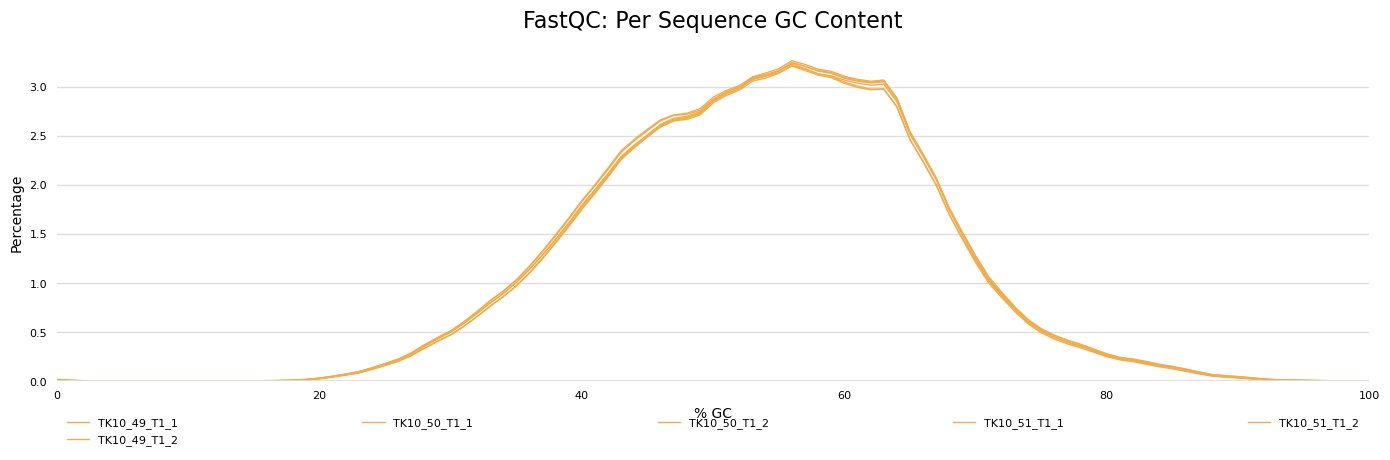 FastQC: Per Sequence GC Content
Percentage
3.0
2.5
2.0
1.5
1.0
0.5
0.0
0 20 40 60 80 100
% GC
TK10_49_T1_1 TK10_50_T1_1 TK10_50_T1_2 TK10_51_T1_1 TK10_51_T1_2
TK10_49_T1_2